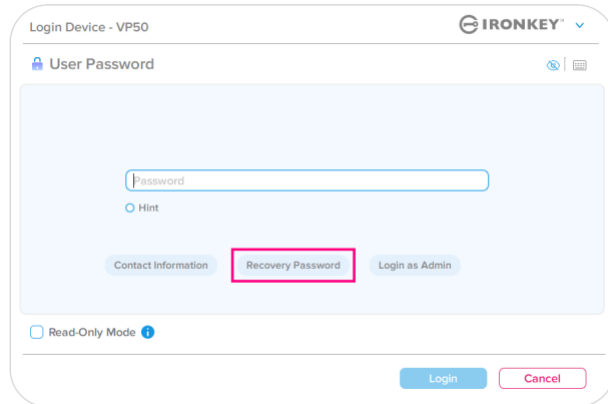 Login Device - VP50
IRONKEY™
User Password
Password
Hint
Contact Information
Recovery Password
Login as Admin
Read-Only Mode
Login
Cancel